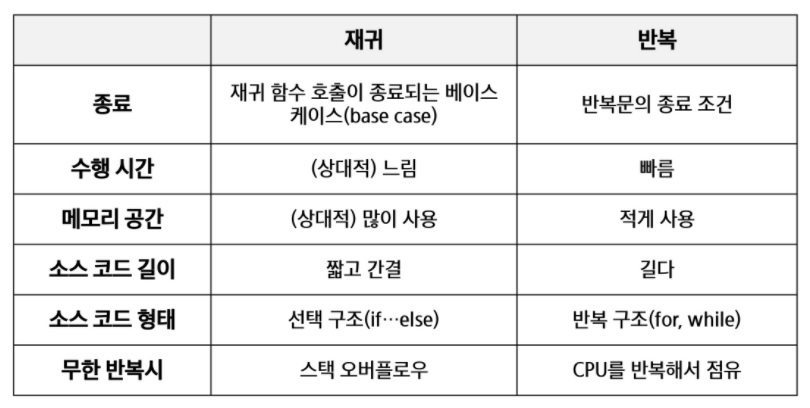 재귀 반복
종료 재귀 함수 호출이 종료되는 베이스
케이스(base case) 반복문의 종료 조건
수행 시간 (상대적) 느림 빠름
메모리 공간 (상대적) 많이 사용 적게 사용
소스 코드 길이 짧고 간결 길다
소스 코드 형태 선택 구조(if…else) 반복 구조(for, while)
무한 반복시 스택 오버플로우 CPU를 반복해서 점유